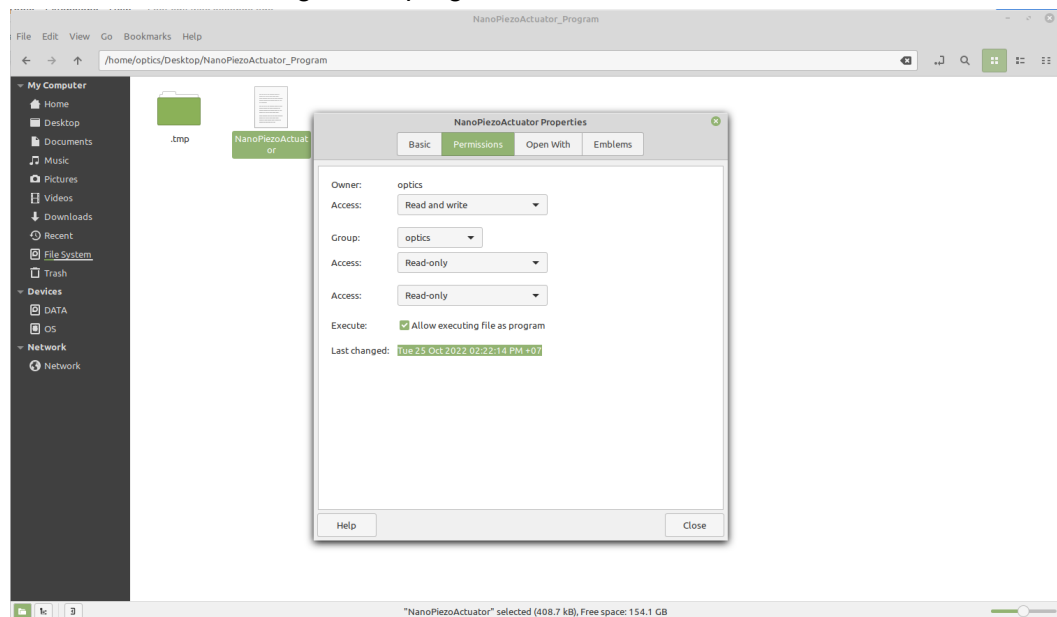 NanoPiezoActuator_Program
File Edit View Go Bookmarks Help
/home/optics/Desktop/NanoPiezoActuator_Program
My Computer
Home
Desktop
Documents
Music
Pictures
Videos
Downloads
Recent
File System
Trash
Devices
DATA
OS
Network
Network
.tmp
NanoPiezoActuat
or
NanoPiezoActuator Properties
Basic Permissions Open With Emblems
Owner: optics
Access: Read and write
Group: optics
Access: Read-only
Access: Read-only
Execute: Allow executing file as program
Last changed: Tue 25 Oct 2022 02:22:14 PM +07
Help Close
"NanoPiezoActuator" selected (408.7 kB), Free space: 154.1 GB